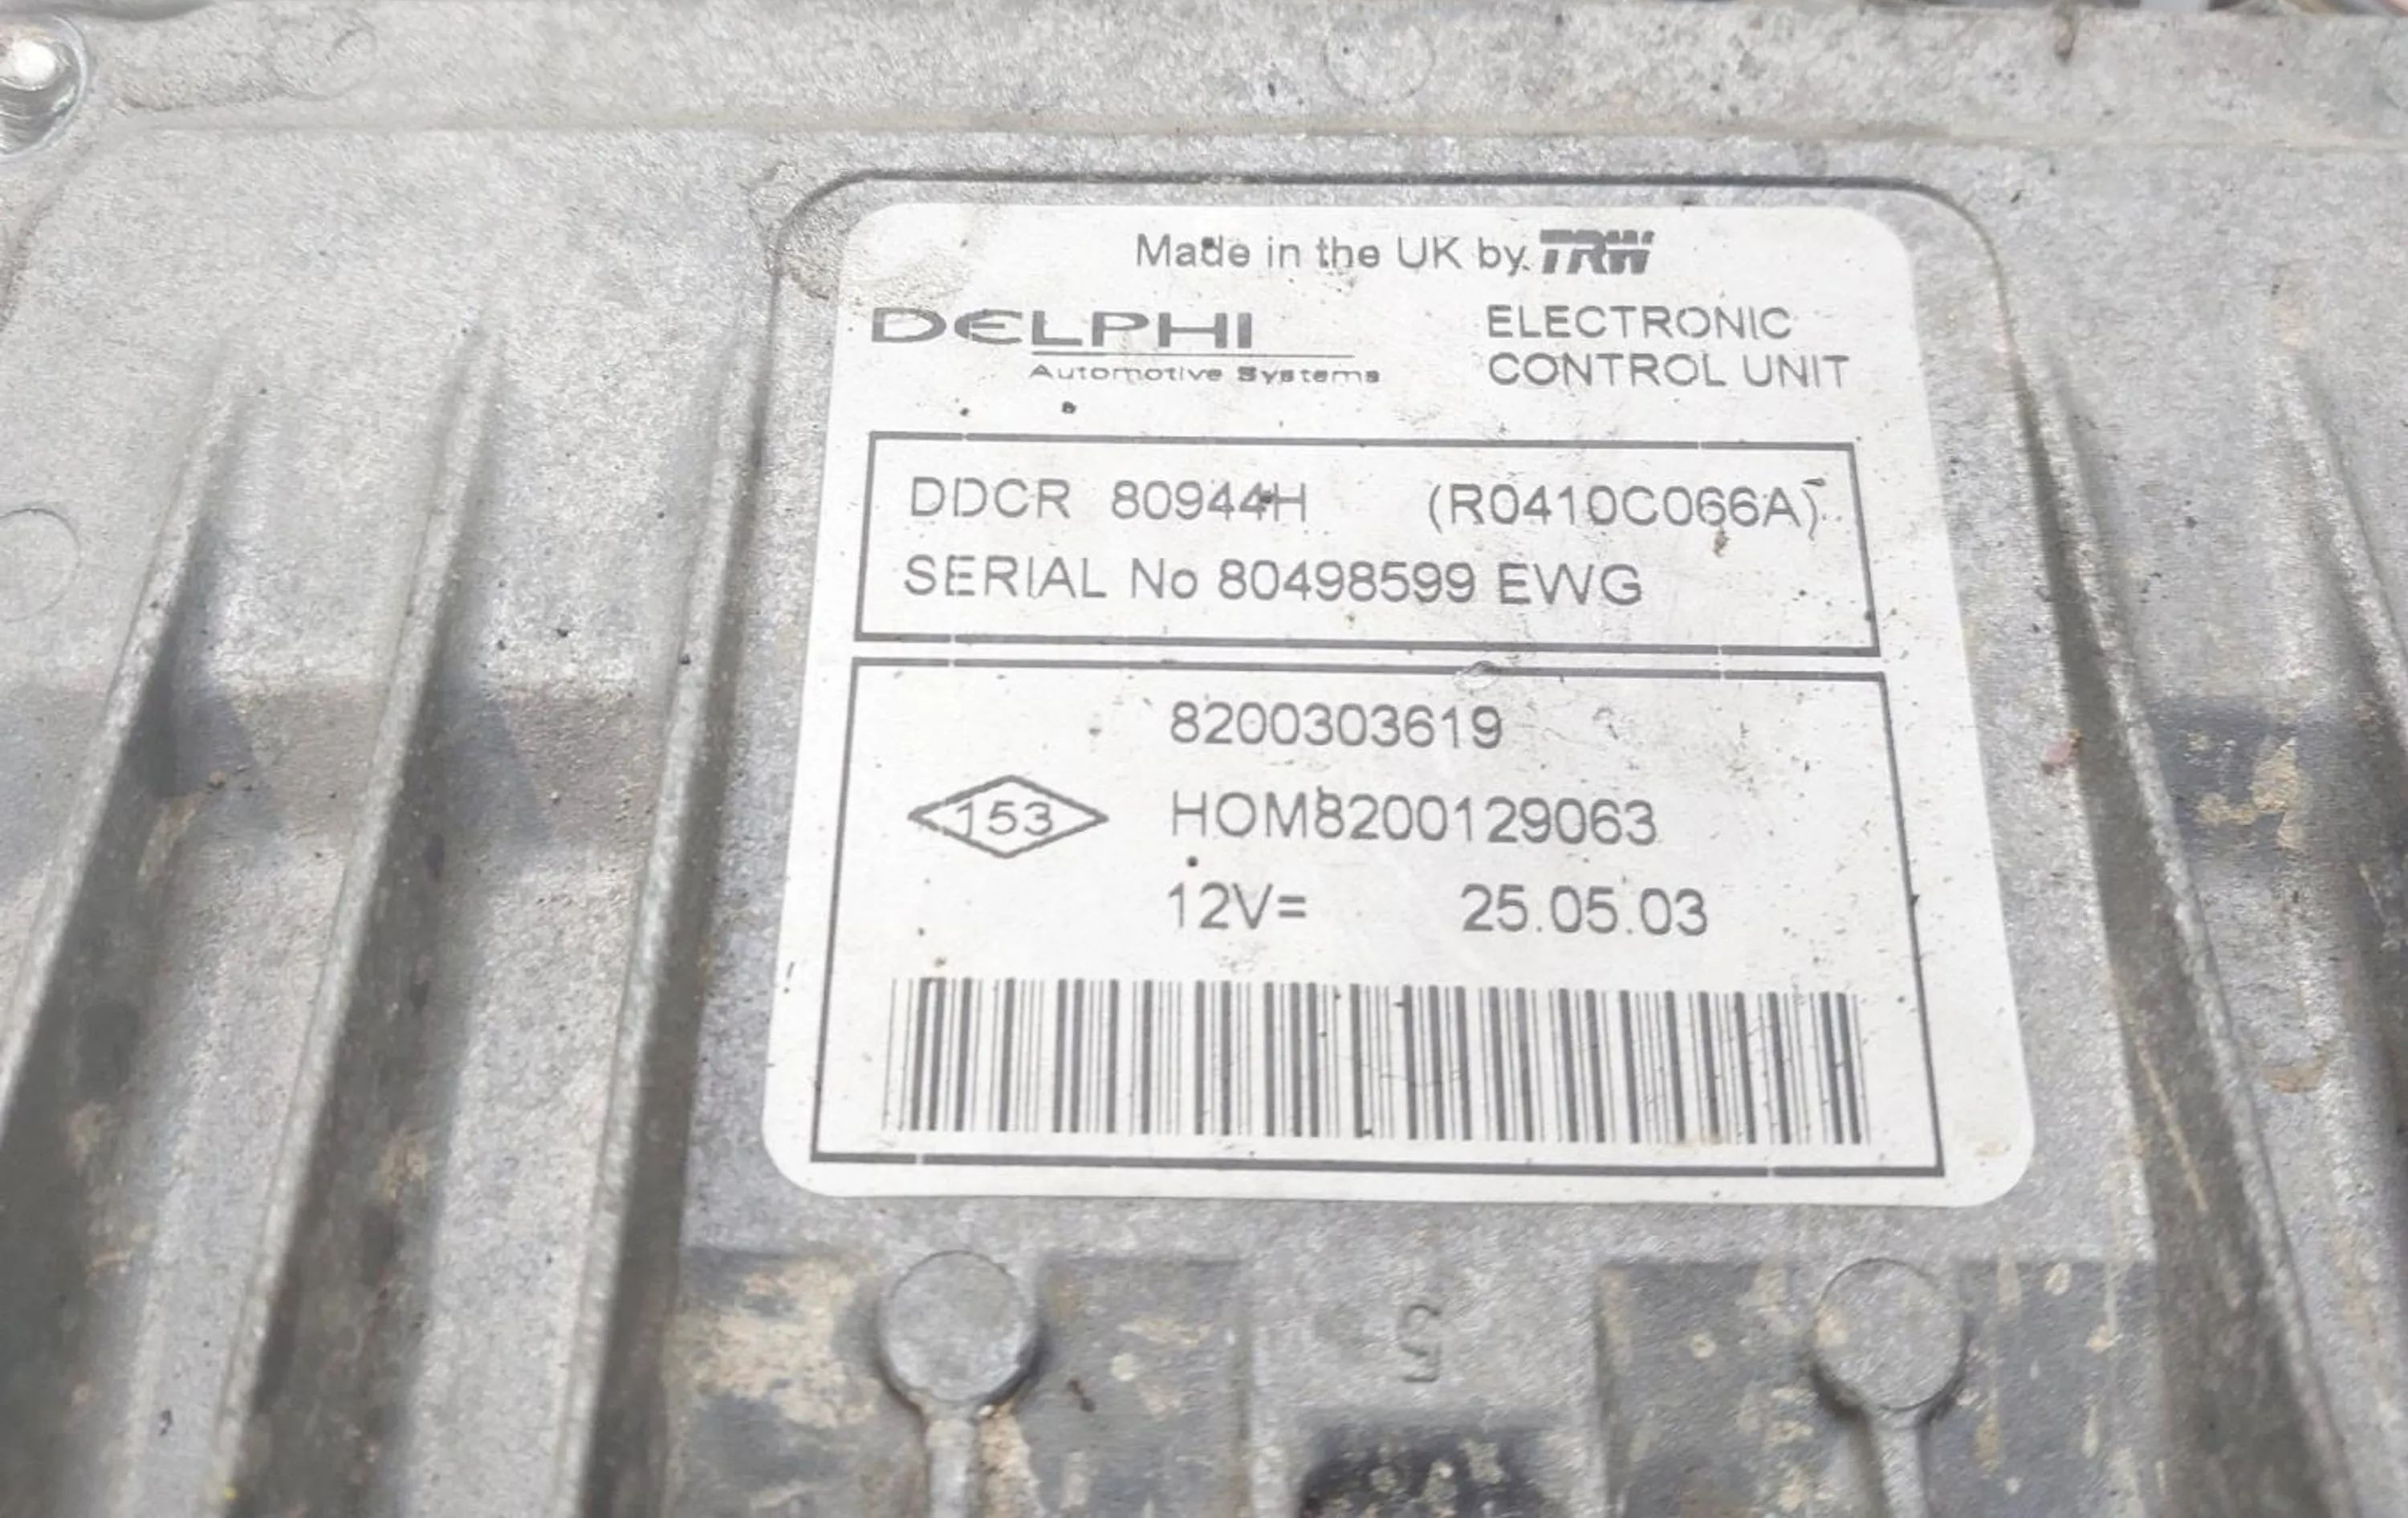 Made in the UK by TRW
DELPHI
Automotive Systems
ELECTRONIC
CONTROL UNIT
DDCR 80944H (R0410C066A)
SERIAL No 80498599 EWG
8200303619
153 HOM8200129063
12V= 25.05.03
5